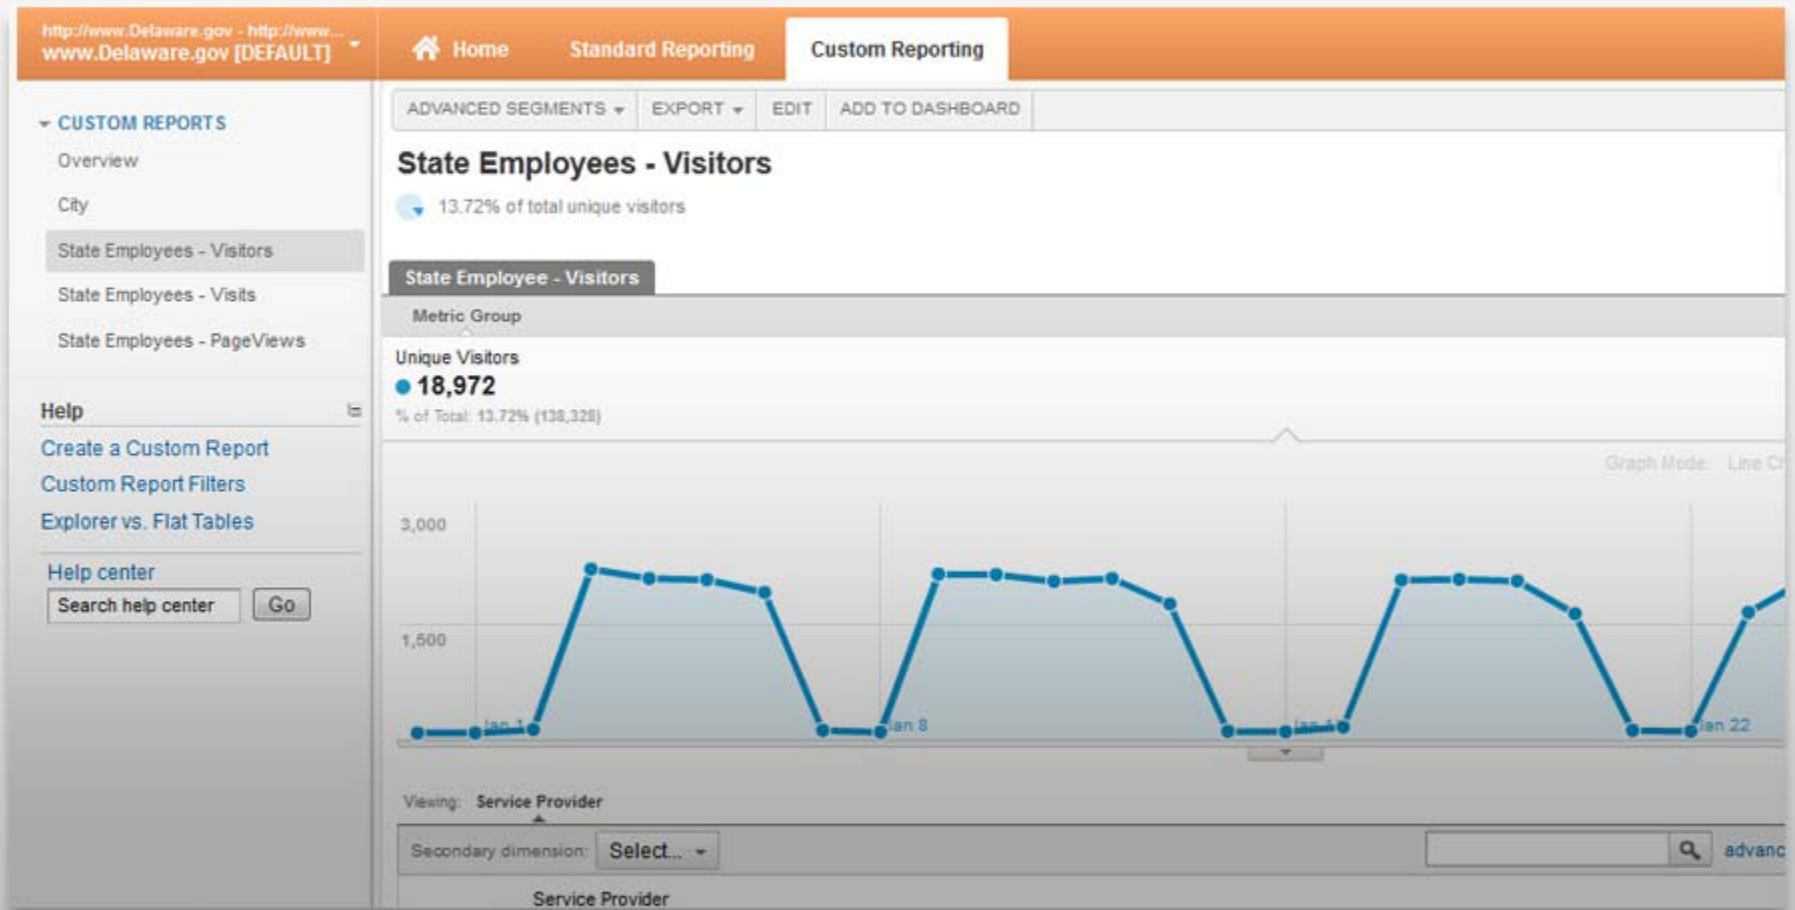 http://www.Delaware.gov - http://www...
www.Delaware.gov [DEFAULT]
Home
Standard Reporting
Custom Reporting
CUSTOM REPORTS
Overview
City
State Employees - Visitors
State Employees - Visits
State Employees - PageViews
Help
Create a Custom Report
Custom Report Filters
Explorer vs. Flat Tables
Help center
Search help center
Go
ADVANCED SEGMENTS
EXPORT
EDIT
ADD TO DASHBOARD
State Employees - Visitors
13.72% of total unique visitors
State Employee - Visitors
Metric Group
Unique Visitors
18,972
% of Total: 13.72% (138,328)
Graph Mode: Line
3,000
1,500
Jan 1
Jan 8
Jan
Jan 22
Viewing: Service Provider
Secondary dimension: Select...
Service Provider